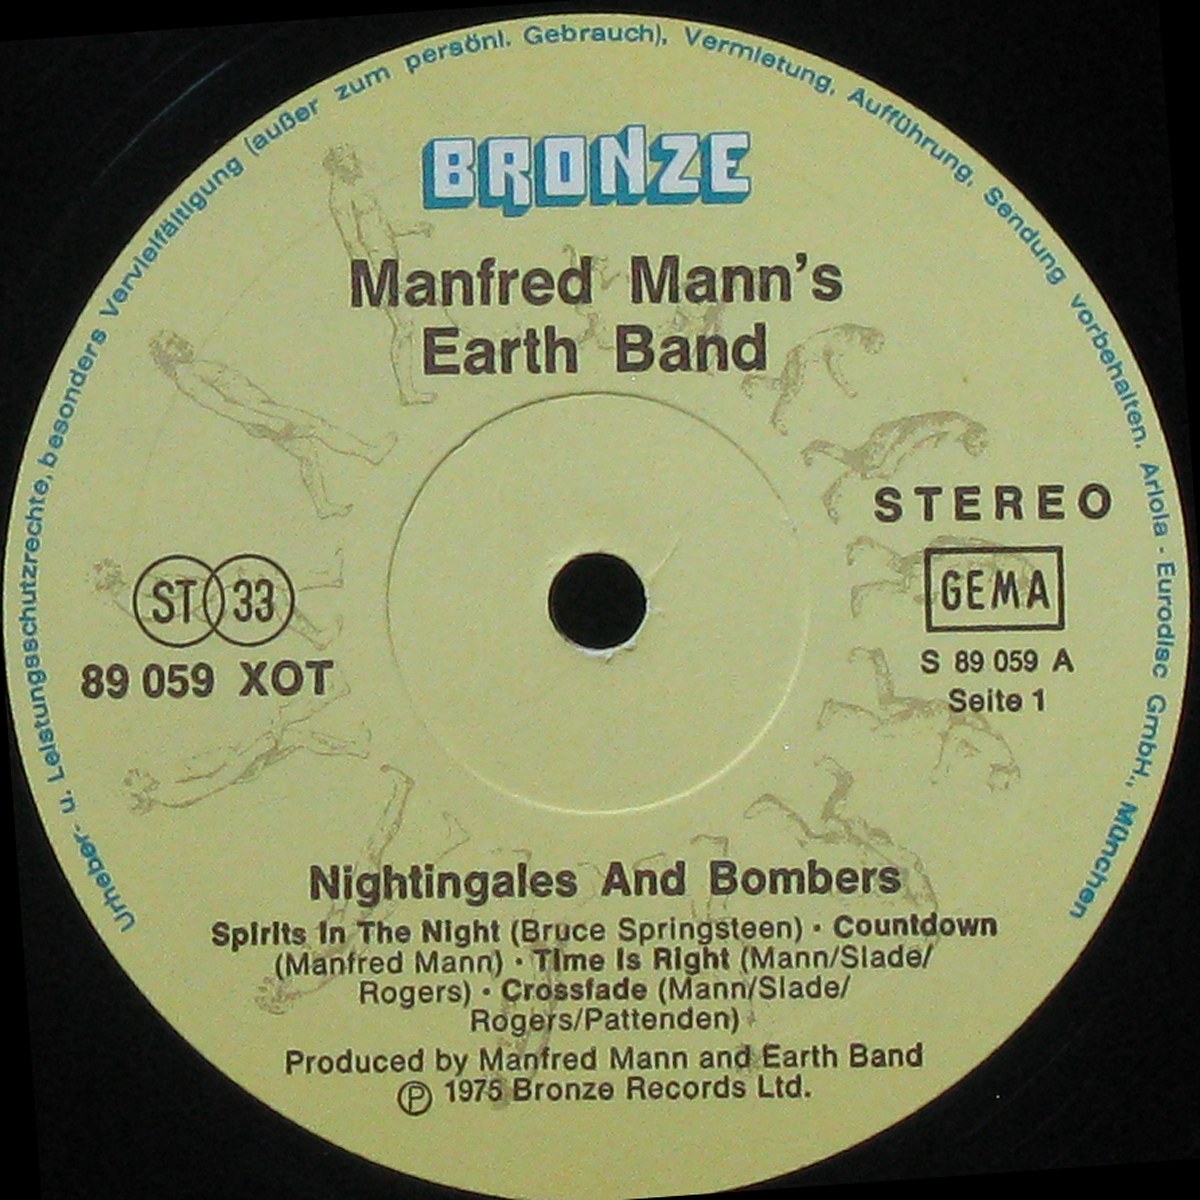 Urheber- u. Leistungsschutzrechte, besonders Vervielfältigung (außer zum persönl. Gebrauch), Vermietung, Aufführung, Sendung vorbehalten. Ariola - Eurodisc GmbH., München
BRONZE
Manfred Mann's
Earth Band
STEREO
ST 33
GEMA
89 059 XOT
S 89 059 A
Seite 1
Nightingales And Bombers
Spirits In The Night (Bruce Springsteen) · Countdown
(Manfred Mann) · Time Is Right (Mann/Slade/
Rogers) · Crossfade (Mann/Slade/
Rogers/Pattenden)
Produced by Manfred Mann and Earth Band
Ⓟ 1975 Bronze Records Ltd.